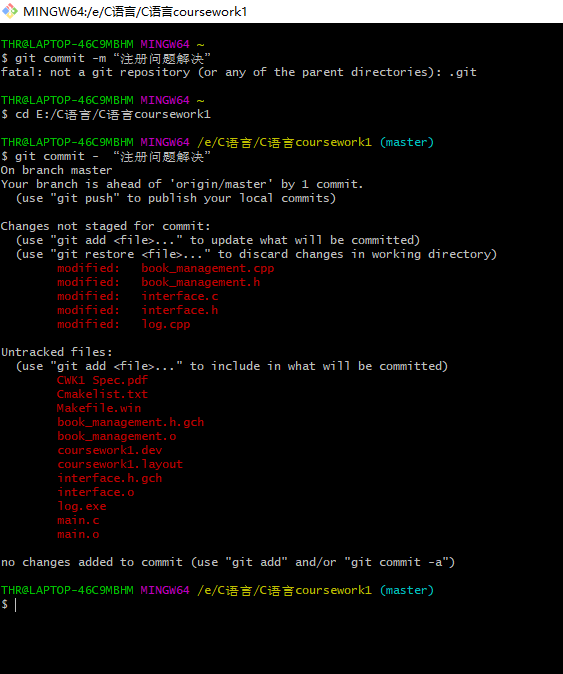 MINGW64:/e/C语言/C语言coursework1
THR@LAPTOP-46C9MBHM MINGW64 ~
$ git commit -m “注册问题解决”
fatal: not a git repository (or any of the parent directories): .git
THR@LAPTOP-46C9MBHM MINGW64 ~
$ cd E:/C语言/C语言coursework1
THR@LAPTOP-46C9MBHM MINGW64 /e/C语言/C语言coursework1 (master)
$ git commit - “注册问题解决”
On branch master
Your branch is ahead of 'origin/master' by 1 commit.
(use "git push" to publish your local commits)
Changes not staged for commit:
(use "git add <file>..." to update what will be committed)
(use "git restore <file>..." to discard changes in working directory)
modified: book_management.cpp
modified: book_management.h
modified: interface.c
modified: interface.h
modified: log.cpp
Untracked files:
(use "git add <file>..." to include in what will be committed)
CWK1 Spec.pdf
Cmakelist.txt
Makefile.win
book_management.h.gch
book_management.o
coursework1.dev
coursework1.layout
interface.h.gch
interface.o
log.exe
main.c
main.o
no changes added to commit (use "git add" and/or "git commit -a")
THR@LAPTOP-46C9MBHM MINGW64 /e/C语言/C语言coursework1 (master)
$